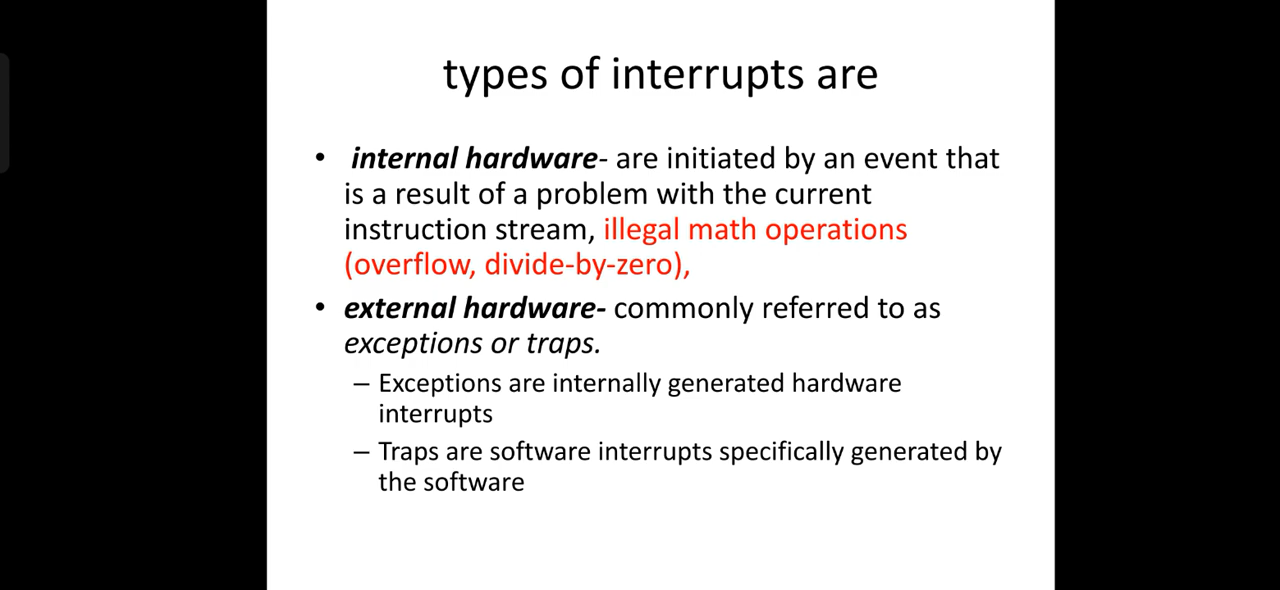 types of interrupts are
• internal hardware- are initiated by an event that
is a result of a problem with the current
instruction stream, illegal math operations
(overflow, divide-by-zero),
• external hardware- commonly referred to as
exceptions or traps.
– Exceptions are internally generated hardware
interrupts
– Traps are software interrupts specifically generated by
the software